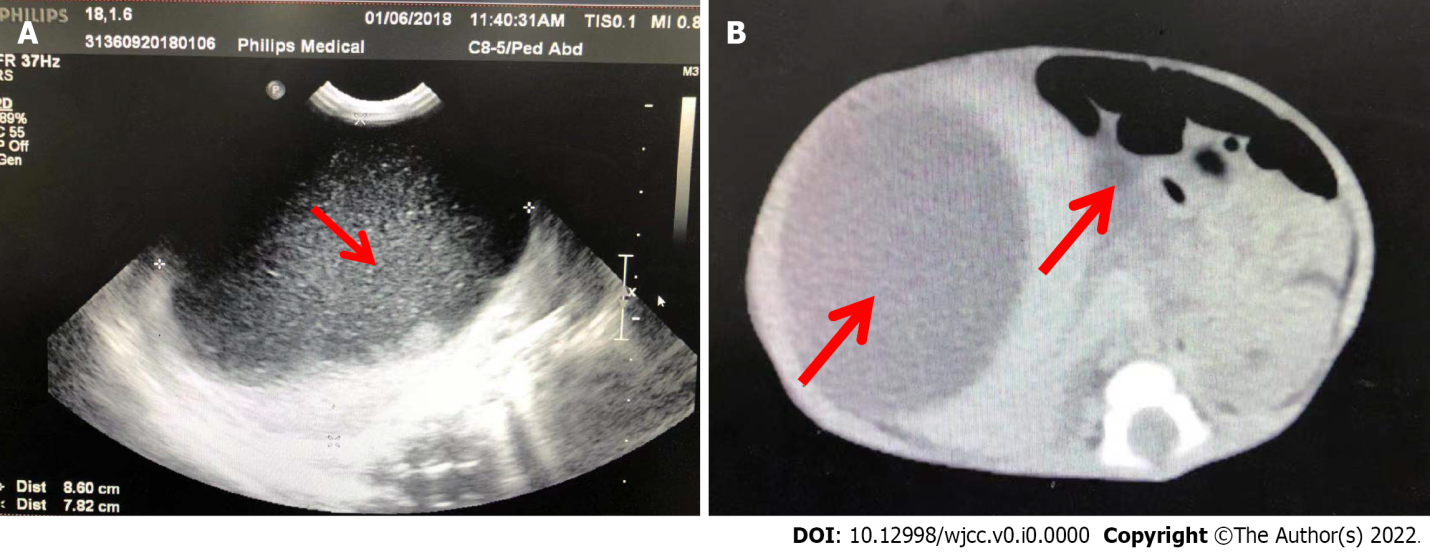 A
PHILIPS
18,1.6
01/06/2018 11:40:31AM TIS0.1 MI 0.8
31360920180106 Philips Medical C8-5/Ped Abd
FR 37Hz
RS
2D
89%
C 55
P Off
Gen
P
M3
x
+ Dist 8.60 cm
Dist 7.82 cm
B
DOI: 10.12998/wjcc.v0.i0.0000 Copyright ©The Author(s) 2022.